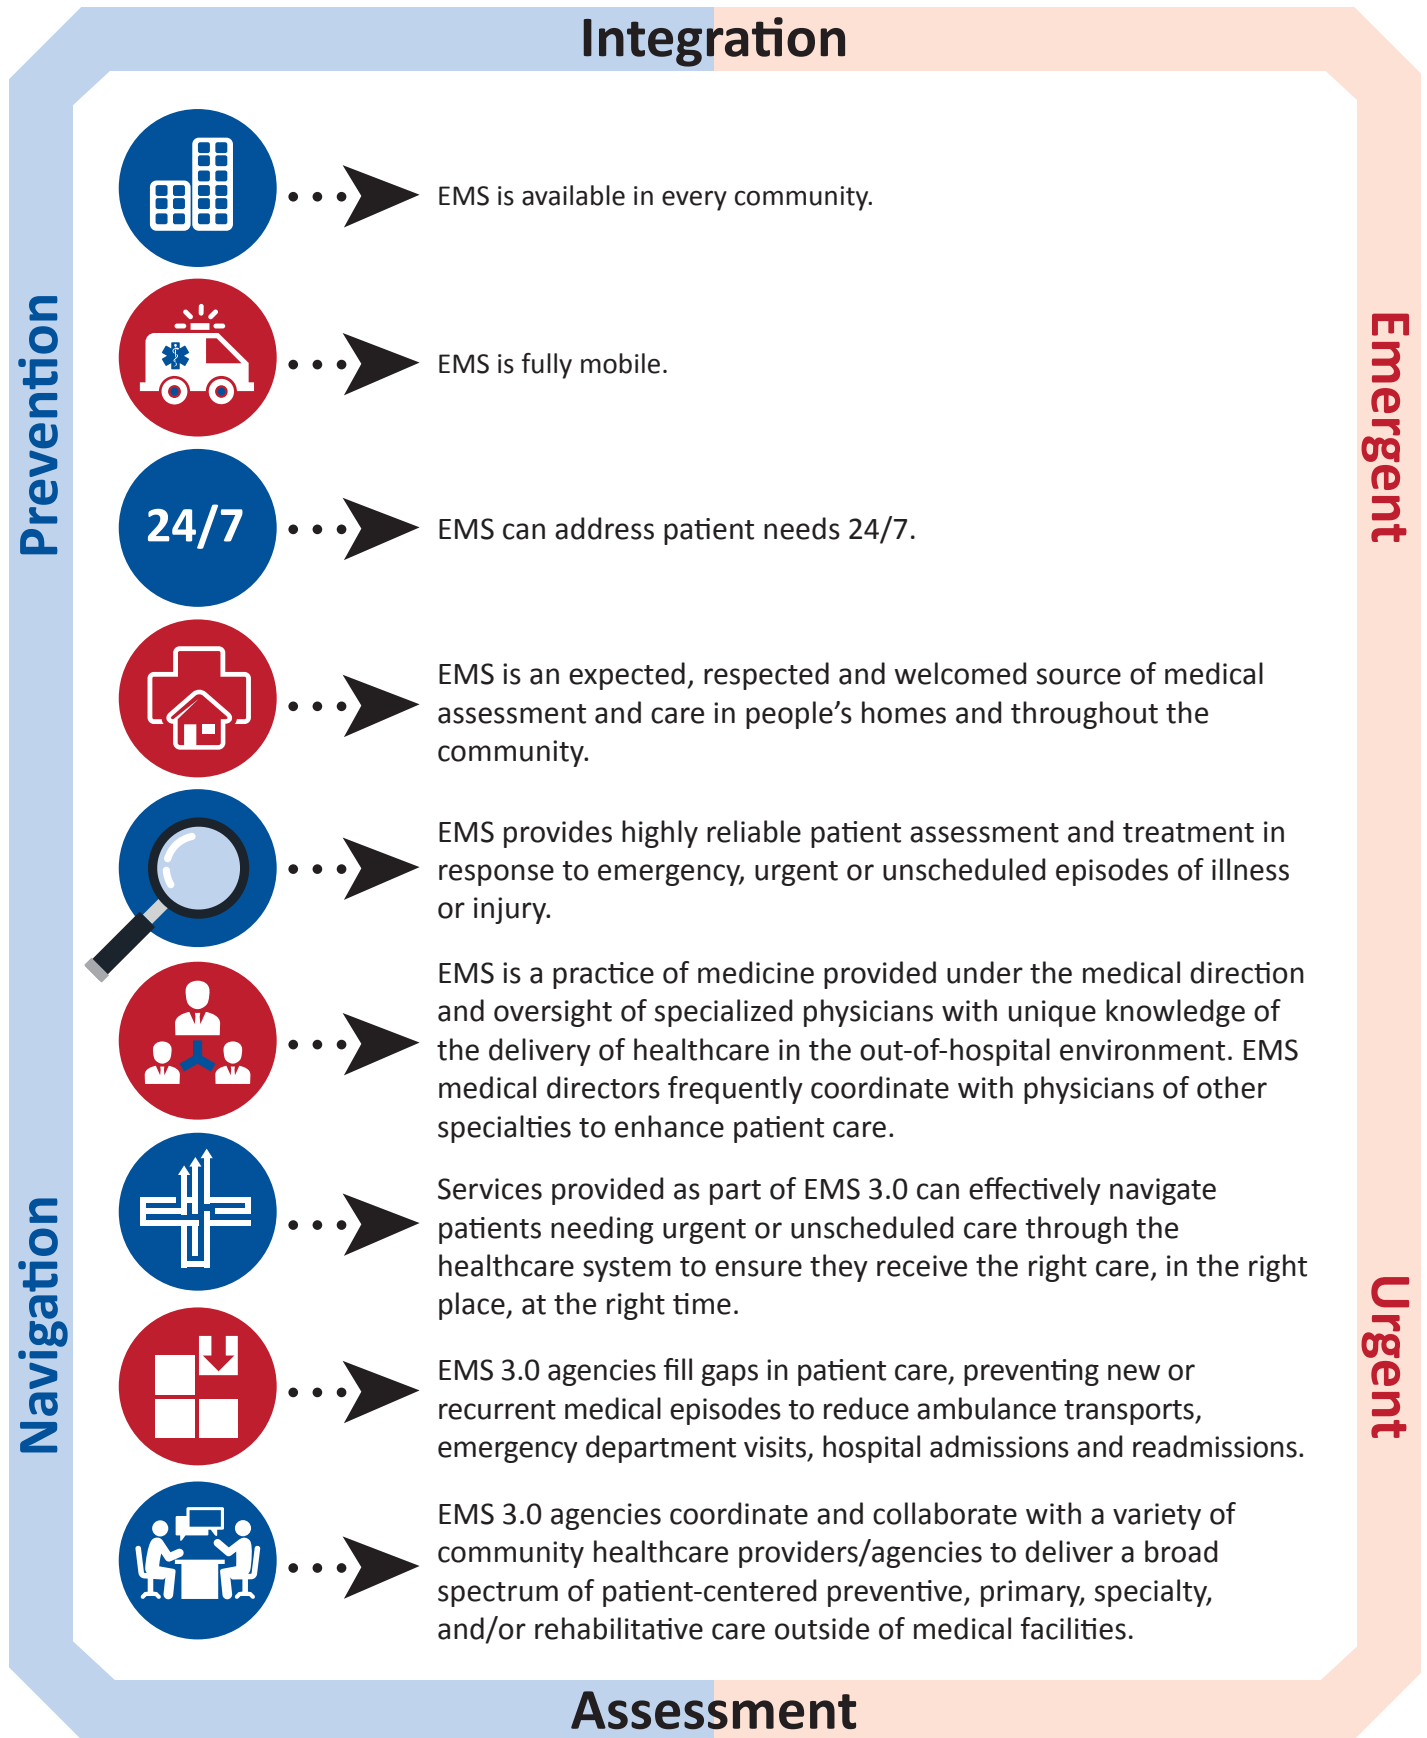 Integration
Prevention
Navigation
Emergent
Urgent
EMS is available in every community.
EMS is fully mobile.
24/7
EMS can address patient needs 24/7.
EMS is an expected, respected and welcomed source of medical
assessment and care in people’s homes and throughout the
community.
EMS provides highly reliable patient assessment and treatment in
response to emergency, urgent or unscheduled episodes of illness
or injury.
EMS is a practice of medicine provided under the medical direction
and oversight of specialized physicians with unique knowledge of
the delivery of healthcare in the out-of-hospital environment. EMS
medical directors frequently coordinate with physicians of other
specialties to enhance patient care.
Services provided as part of EMS 3.0 can effectively navigate
patients needing urgent or unscheduled care through the
healthcare system to ensure they receive the right care, in the right
place, at the right time.
EMS 3.0 agencies fill gaps in patient care, preventing new or
recurrent medical episodes to reduce ambulance transports,
emergency department visits, hospital admissions and readmissions.
EMS 3.0 agencies coordinate and collaborate with a variety of
community healthcare providers/agencies to deliver a broad
spectrum of patient-centered preventive, primary, specialty,
and/or rehabilitative care outside of medical facilities.
Assessment